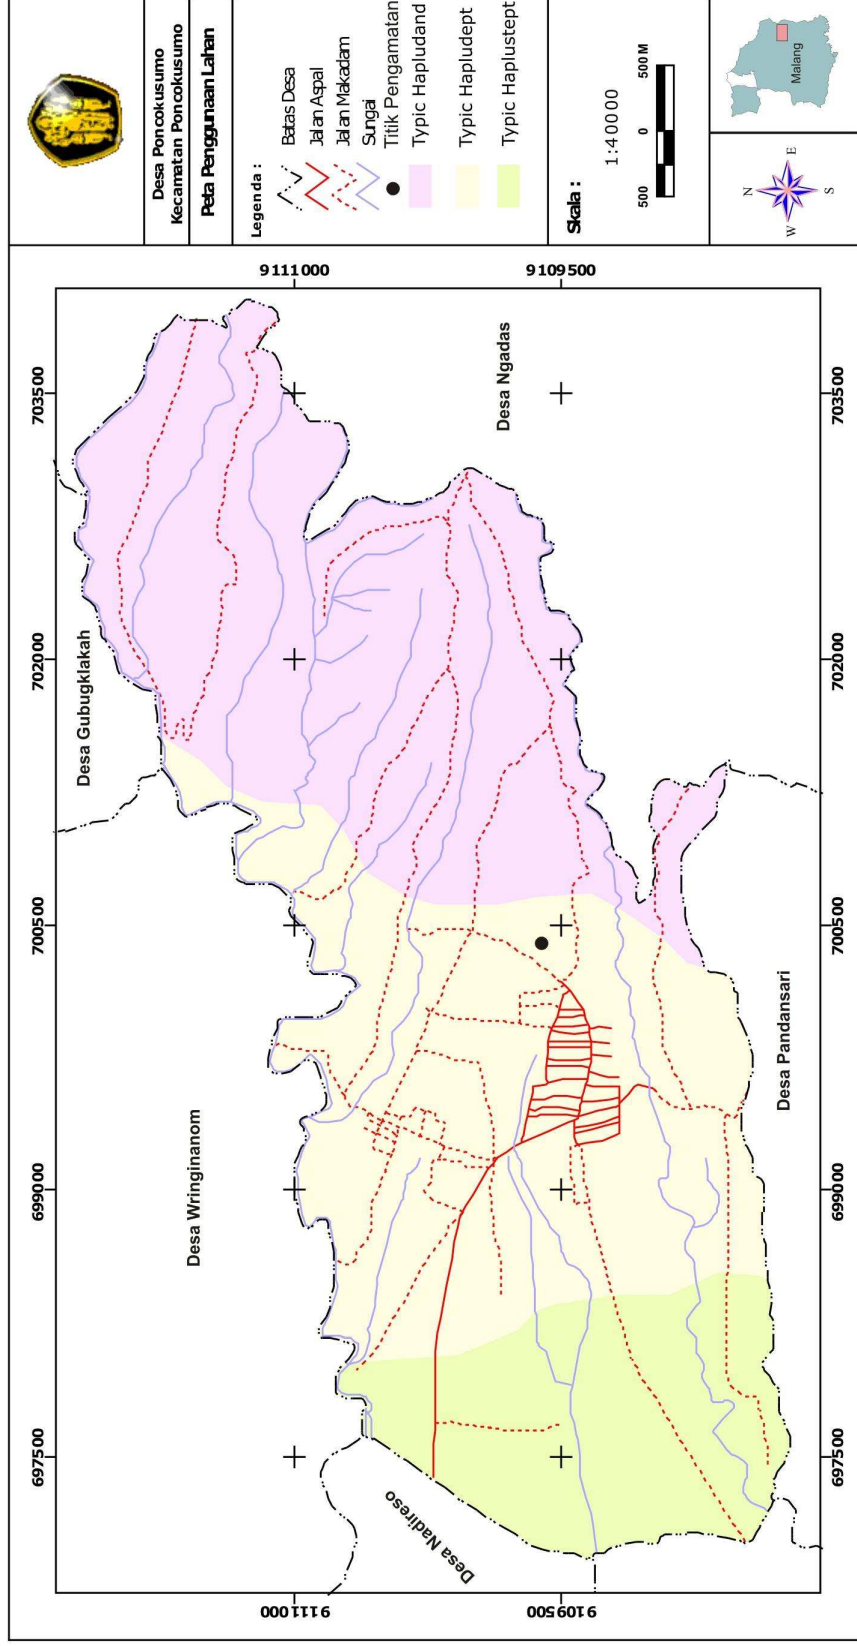 Desa Poncokusumo
Kecamatan Poncokusumo
Peta Penggunaan Lahan
Legenda :
Batas Desa
Jalan Aspal
Jalan Makadam
Sungai
Titik Pengamatan
Typic Hapludand
Typic Hapludept
Typic Haplustept
Skala :
1:40000
500 0 500 M
N
W E
S
Malang
9111000
9109500
703500
703500
702000
702000
700500
700500
699000
699000
697500
697500
9111000
9109500
Desa Ngadas
Desa Gubugklakah
Desa Wringinanom
Desa Pandansari
Desa Nadireso